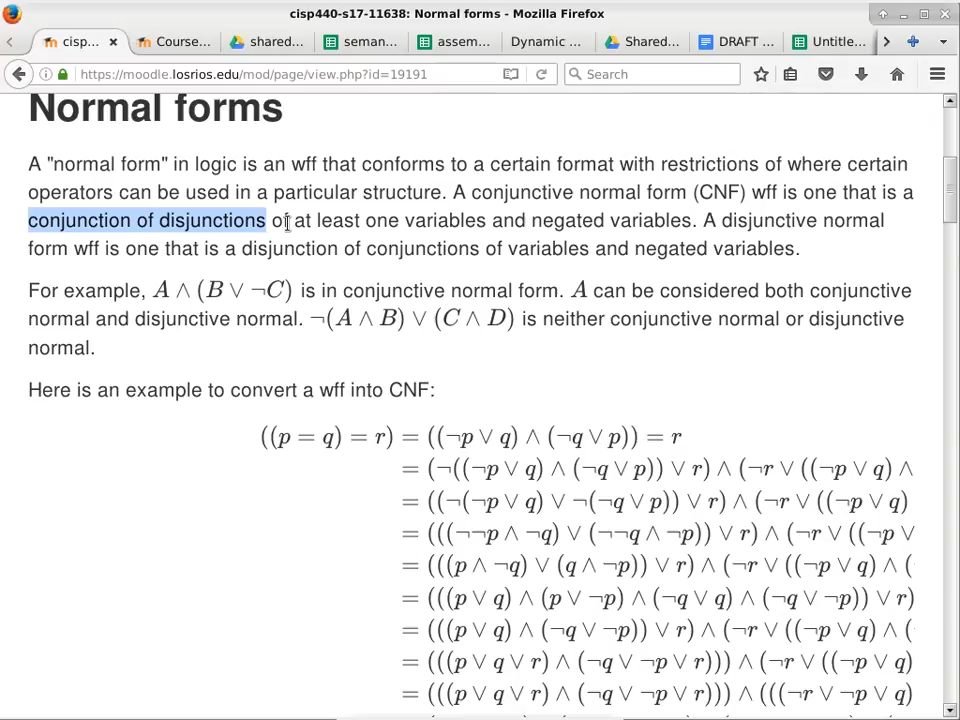 cisp440-s17-11638: Normal forms - Mozilla Firefox
cisp... Course... shared... seman... assem... Dynamic ... Shared... DRAFT ... Untitle...
https://moodle.losrios.edu/mod/page/view.php?id=19191 Search
Normal forms
A "normal form" in logic is an wff that conforms to a certain format with restrictions of where certain
operators can be used in a particular structure. A conjunctive normal form (CNF) wff is one that is a
conjunction of disjunctions of at least one variables and negated variables. A disjunctive normal
form wff is one that is a disjunction of conjunctions of variables and negated variables.
For example, A ∧ (B ∨ ¬C) is in conjunctive normal form. A can be considered both conjunctive
normal and disjunctive normal. ¬(A ∧ B) ∨ (C ∧ D) is neither conjunctive normal or disjunctive
normal.
Here is an example to convert a wff into CNF:
((p = q) = r) = ((¬p ∨ q) ∧ (¬q ∨ p)) = r
= (¬((¬p ∨ q) ∧ (¬q ∨ p)) ∨ r) ∧ (¬r ∨ ((¬p ∨ q) ∧
= ((¬(¬p ∨ q) ∨ ¬(¬q ∨ p)) ∨ r) ∧ (¬r ∨ ((¬p ∨ q)
= (((¬¬p ∧ ¬q) ∨ (¬¬q ∧ ¬p)) ∨ r) ∧ (¬r ∨ ((¬p ∨
= (((p ∧ ¬q) ∨ (q ∧ ¬p)) ∨ r) ∧ (¬r ∨ ((¬p ∨ q) ∧ (
= (((p ∨ q) ∧ (p ∨ ¬p) ∧ (¬q ∨ q) ∧ (¬q ∨ ¬p)) ∨ r)
= (((p ∨ q) ∧ (¬q ∨ ¬p)) ∨ r) ∧ (¬r ∨ ((¬p ∨ q) ∧ (
= (((p ∨ q ∨ r) ∧ (¬q ∨ ¬p ∨ r))) ∧ (¬r ∨ ((¬p ∨ q)
= (((p ∨ q ∨ r) ∧ (¬q ∨ ¬p ∨ r))) ∧ (((¬r ∨ ¬p ∨ q)